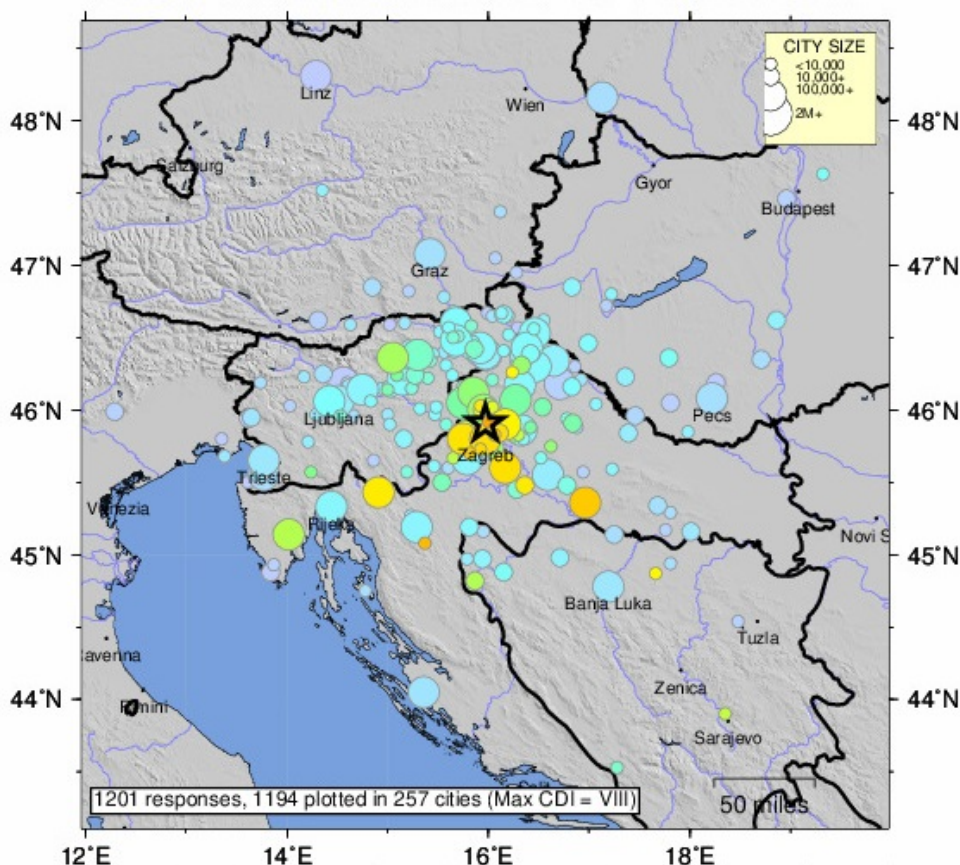 CITY SIZE
<10,000
10,000+
100,000+
2M+
Linz
Wien
48°N
48°N
Salzburg
Gyor
Budapest
47°N
47°N
Graz
46°N
46°N
Ljubljana
Pecs
Zagreb
Trieste
Venezia
Rijeka
Novi S
45°N
45°N
Banja Luka
Tuzla
avenna
Zenica
44°N
44°N
Rimini
Sarajevo
1201 responses, 1194 plotted in 257 cities (Max CDI = VIII)
50 miles
12°E
14°E
16°E
18°E